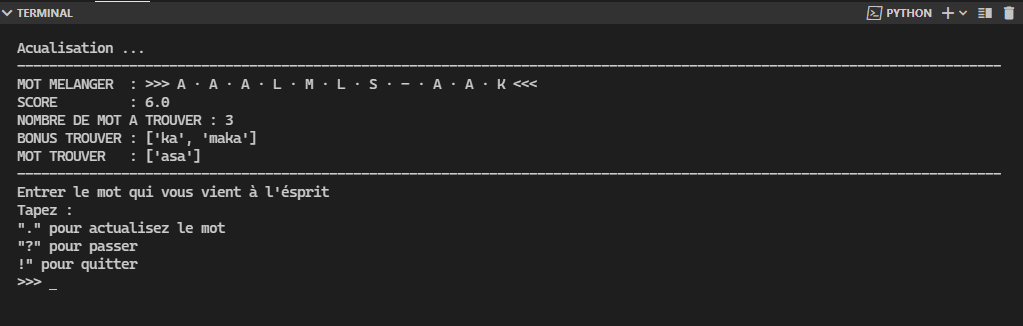 TERMINAL PYTHON
Acualisation ...
MOT MELANGER : >>> A · A · A · L · M · L · S · - · A · A · K <<<
SCORE : 6.0
NOMBRE DE MOT A TROUVER : 3
BONUS TROUVER : ['ka', 'maka']
MOT TROUVER : ['asa']
Entrer le mot qui vous vient à l'ésprit
Tapez :
"." pour actualisez le mot
"?" pour passer
!" pour quitter
>>> _